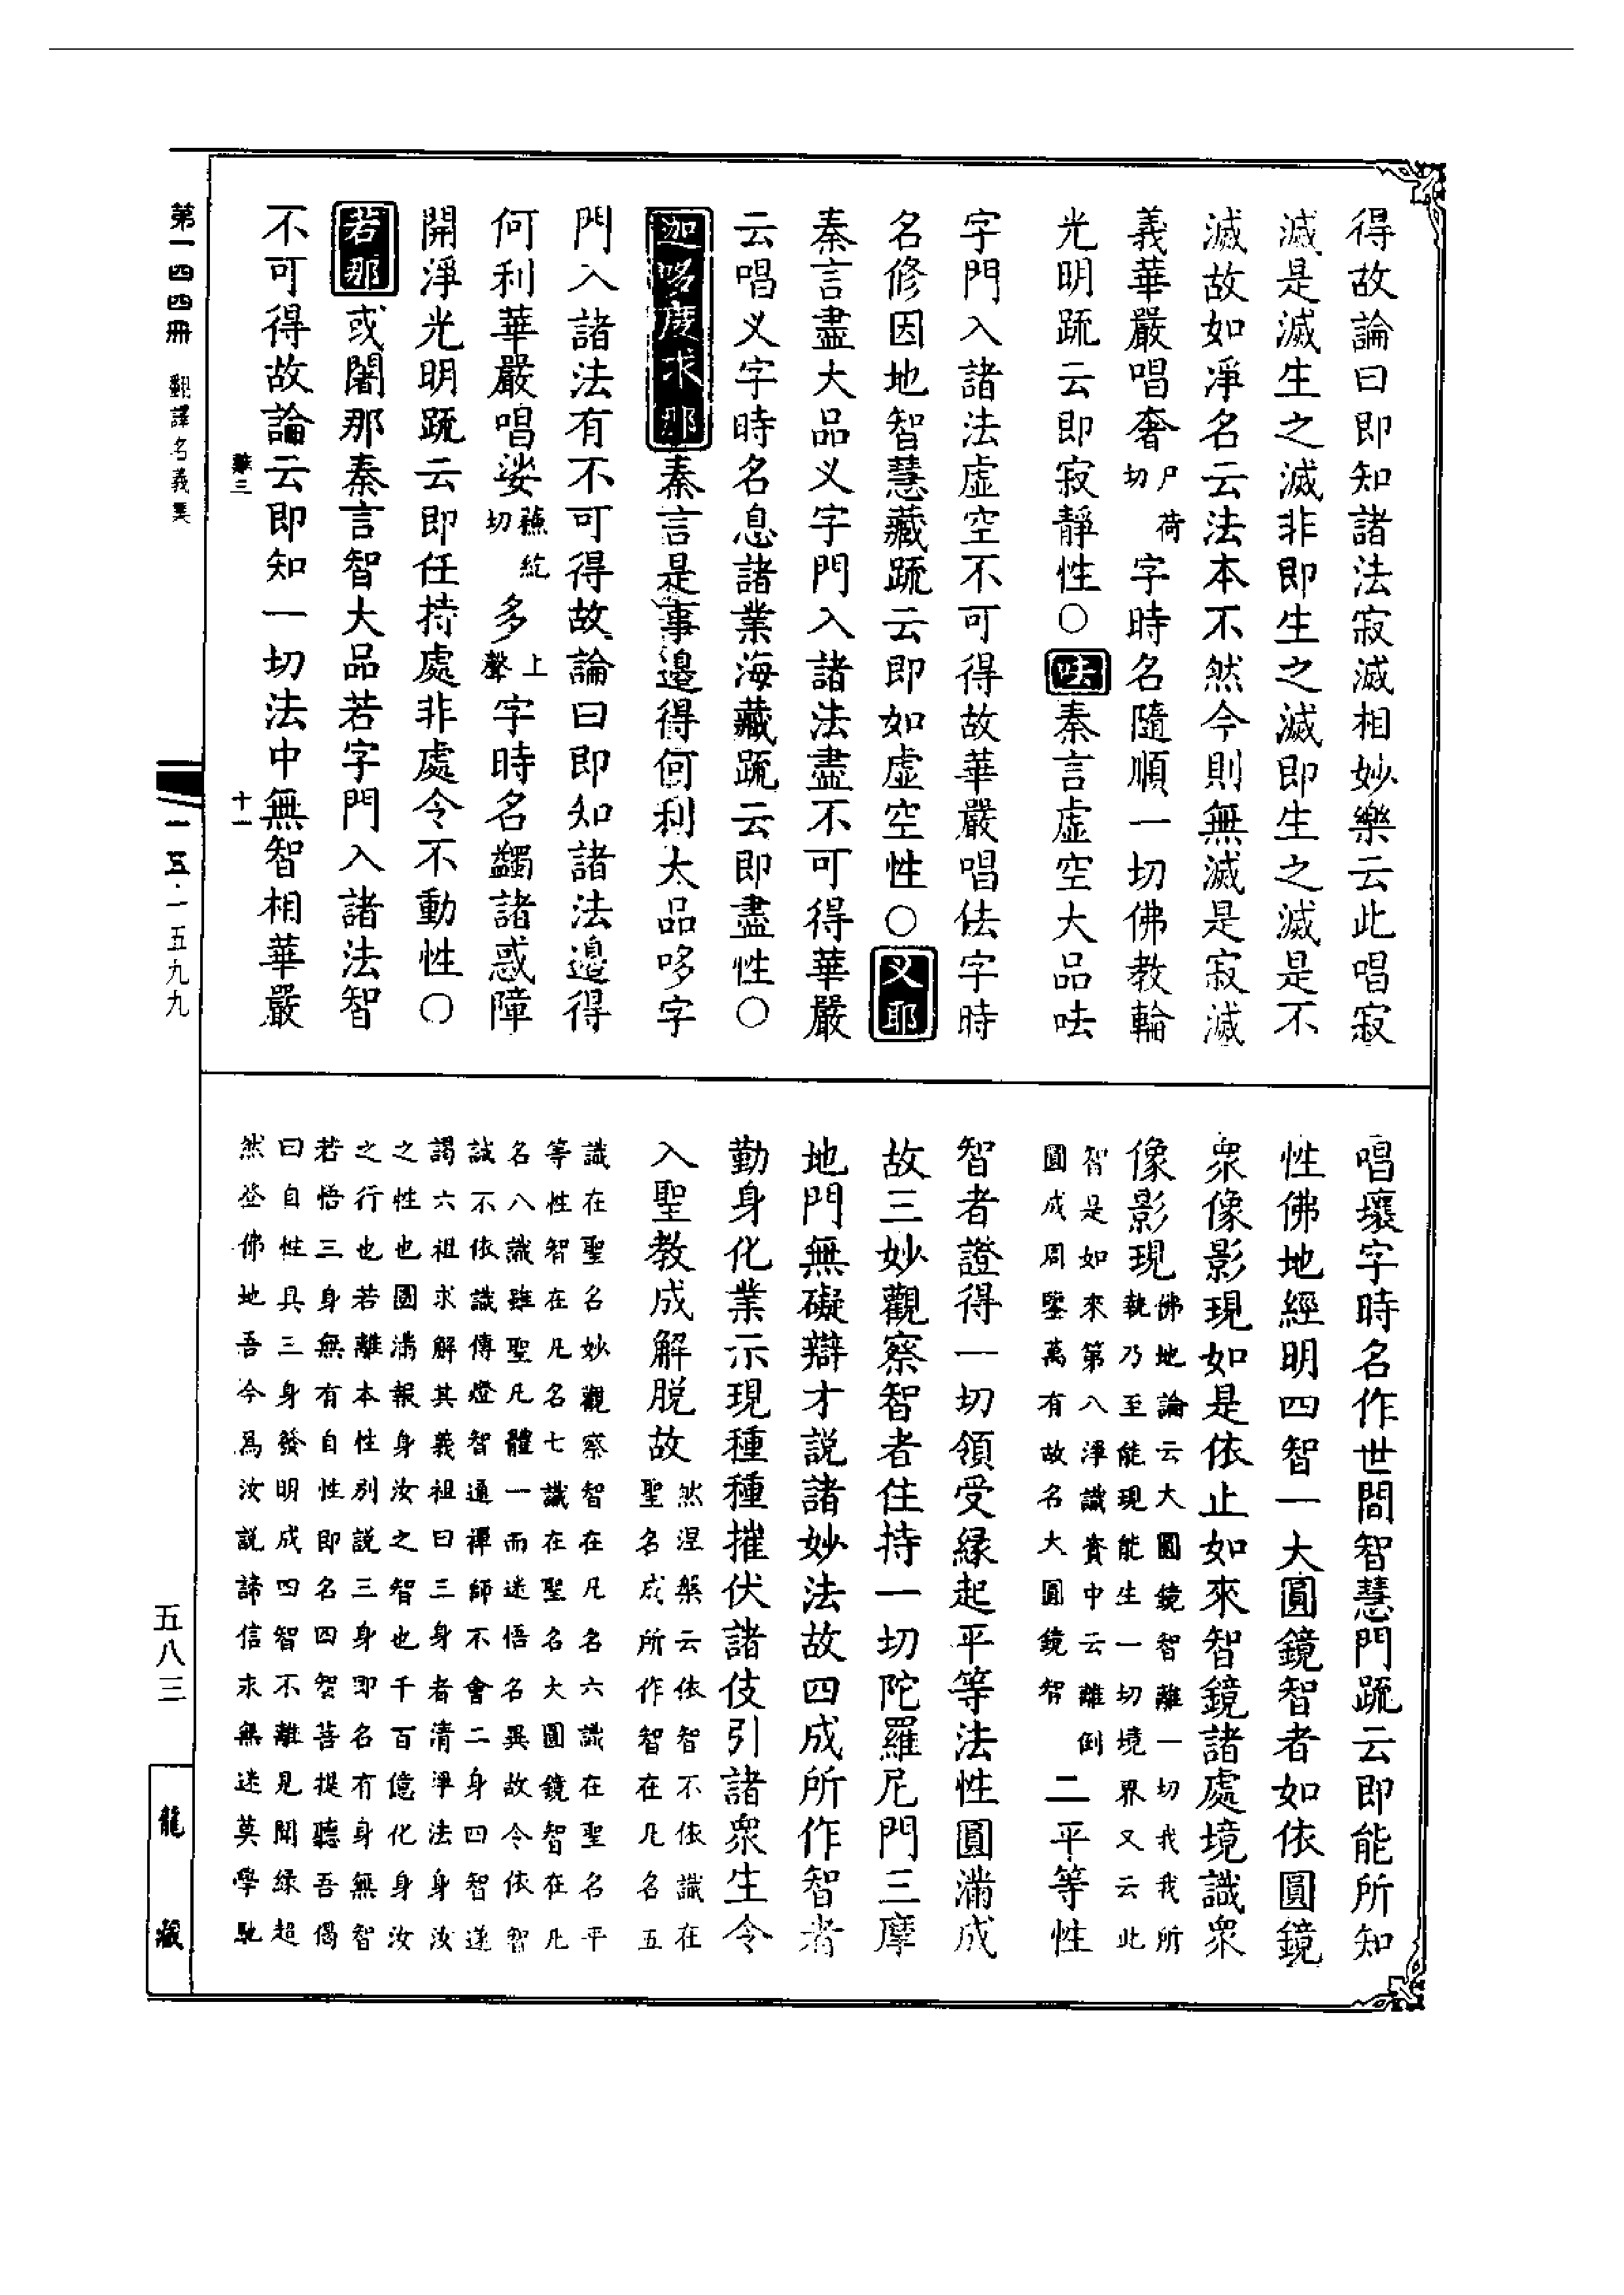 得故論曰即知諸法寂滅相妙樂云此唱寂
滅是滅生之滅非即生之滅即生之滅是不
滅故如淨名云法本不然今則無滅是寂滅
義華嚴唱奢尸荷切字時名隨順一切佛教輪
光明䟽云即寂靜性○呿秦言虛空大品呿
字門入諸法虛空不可得故華嚴唱佉字時
名修因地智慧藏䟽云即如虛空性○义耶
秦言盡大品义字門入諸法盡不可得華嚴
云唱义字時名息諸業海藏䟽云即盡性○
迦哆度求那秦言是事邊得何利大品哆字
門入諸法有不可得故論曰即知諸法邊得
何利華嚴唱娑蘇紇切多上聲字時名蠲諸惑障
開淨光明䟽云即任持處非處令不動性○
若那或闍那秦言智大品若字門入諸法智
不可得故論云即知一切法中無智相華嚴
難三
十一
唱壤字時名作世間智慧門䟽云即能所知
性佛地經明四智一大圓鏡智者如依圓鏡
眾像影現如是依止如來智鏡諸處境識眾
像影現佛地論云大圓鏡智離一切我我所
執乃至能現能生一切境界又云此
智是如來第八淨識賣中云離倒
圓成周鑒萬有故名大圓鏡智二平等性
智者證得一切領受緣起平等法性圓滿成
故三妙觀察智者住持一切陀羅尼門三摩
地門無礙辯才說諸妙法故四成所作智者
勤身化業示現種種摧伏諸伎引諸眾生令
入聖教成解脫故然涅槃云依智不依識在
聖名成所作智在凡名五
識在聖名妙觀察智在凡名六識在聖名平
等性智在凡名七識在聖名大圓鏡智在凡
名八識雖聖凡體一而迷悟名異故令依智
誡不依識傳燈智通禪師不會二身四智遂
謁六祖求解其義祖曰三身者清淨法身汝
之性也圓滿報身汝之智也千百億化身汝
之行也若離本性別說三身即名有身無智
若悟三身無有自性即名四智菩提聽吾偈
曰自性具三身發明成四智不離見聞緣超
然登佛地吾今為汝說諦信求無迷莫學馳
第一四四冊
翻譯名義集
一一五·一五九九
五八三
龍藏